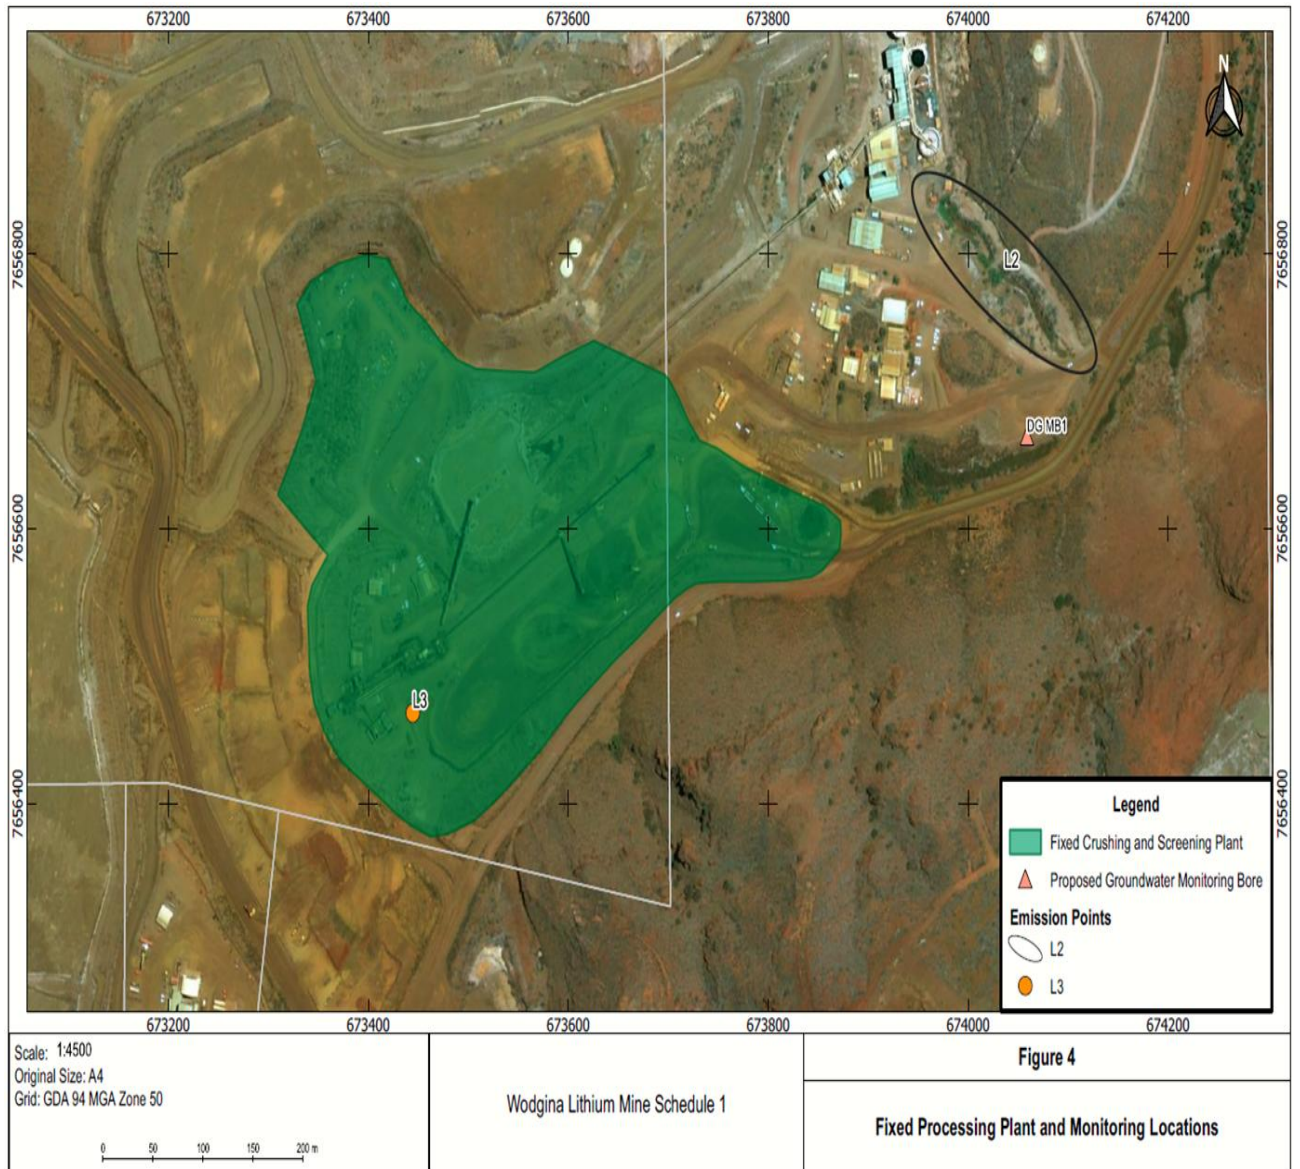 673200 673400 673600 673800 674000 674200
N
7656800 7656800
L2
DG MB1
7656600 7656600
L3
7656400 7656400
Legend
Fixed Crushing and Screening Plant
Proposed Groundwater Monitoring Bore
Emission Points
L2
L3
673200 673400 673600 673800 674000 674200
Scale: 1:4500
Original Size: A4
Grid: GDA 94 MGA Zone 50
0 50 100 150 200 m
Wodgina Lithium Mine Schedule 1
Figure 4
Fixed Processing Plant and Monitoring Locations